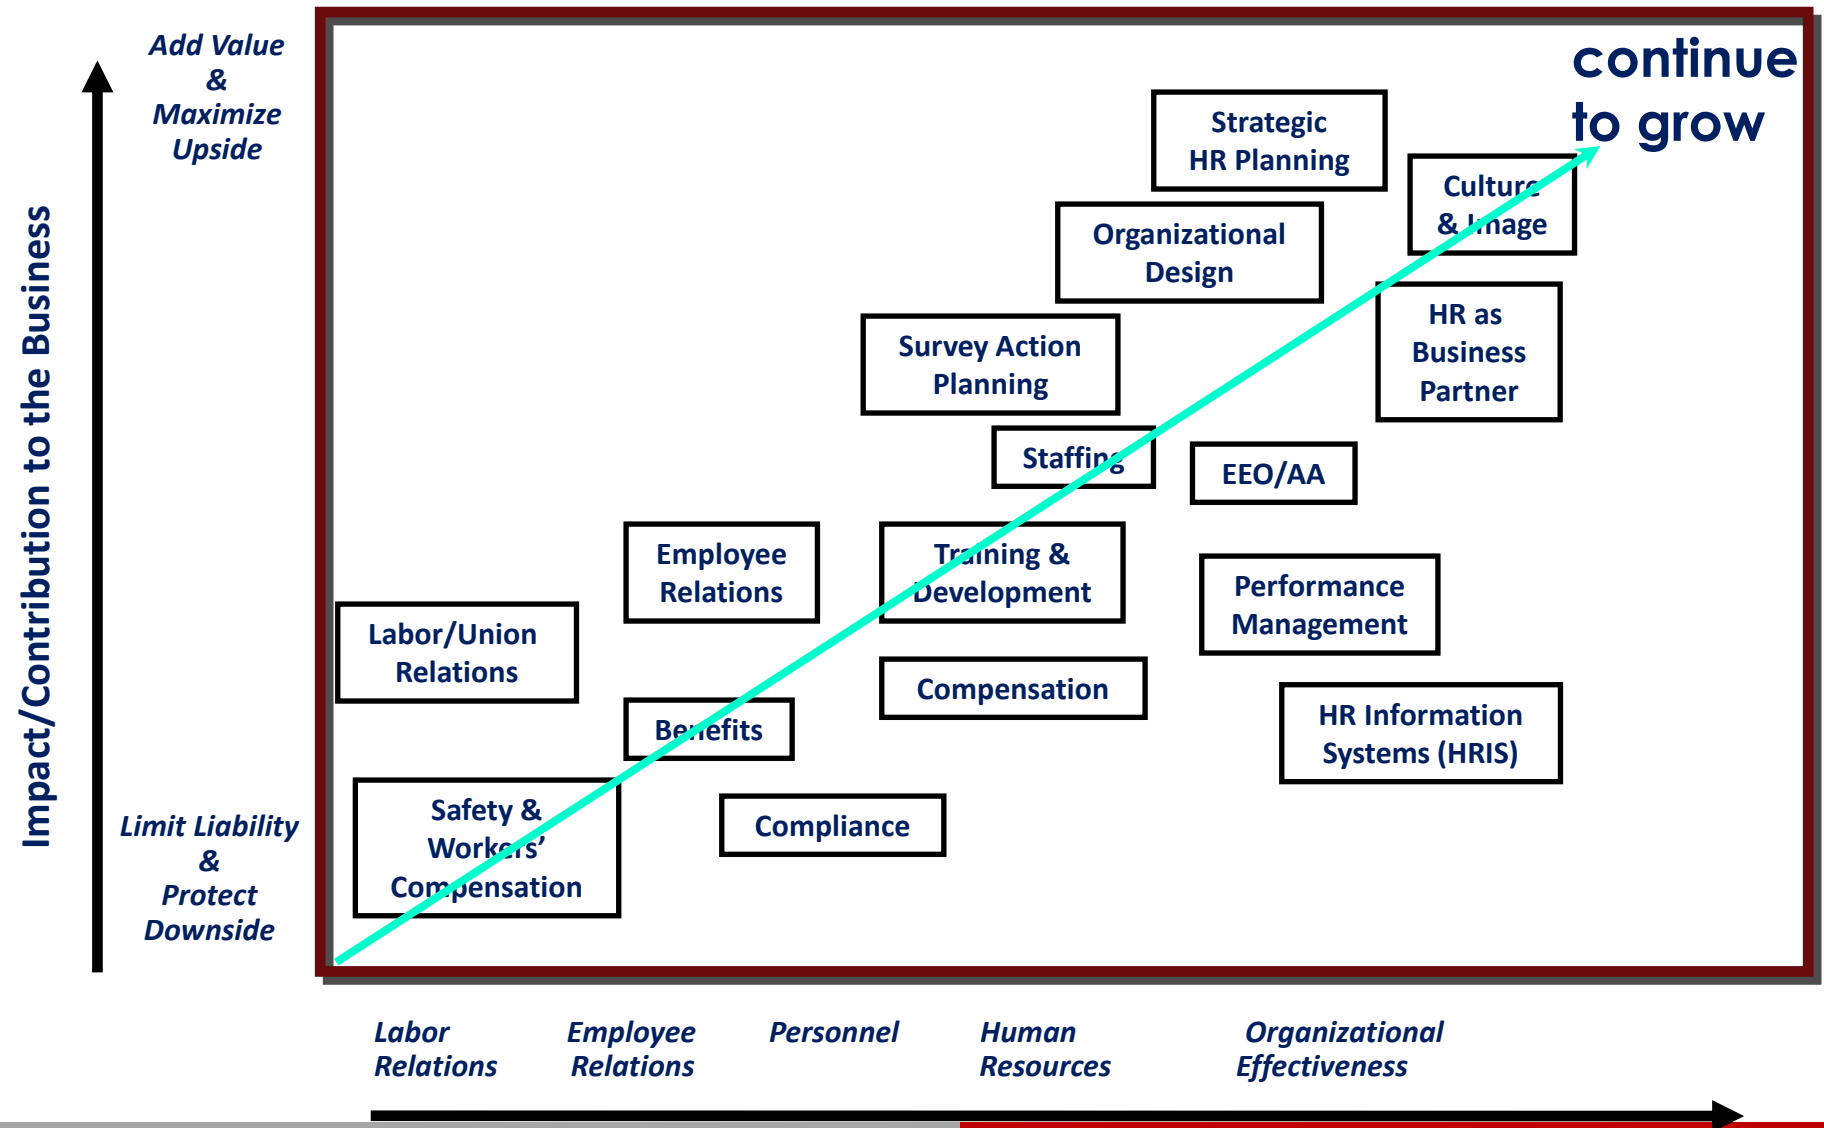 Add Value
&
Maximize
Upside
continue
to grow
Strategic
HR Planning
Culture
& Image
Organizational
Design
HR as
Business
Partner
Survey Action
Planning
Staffing
EEO/AA
Employee
Relations
Training &
Development
Performance
Management
Labor/Union
Relations
Compensation
Benefits
HR Information
Systems (HRIS)
Safety &
Workers’
Compensation
Compliance
Impact/Contribution to the Business
Limit Liability
&
Protect
Downside
Labor
Relations
Employee
Relations
Personnel
Human
Resources
Organizational
Effectiveness